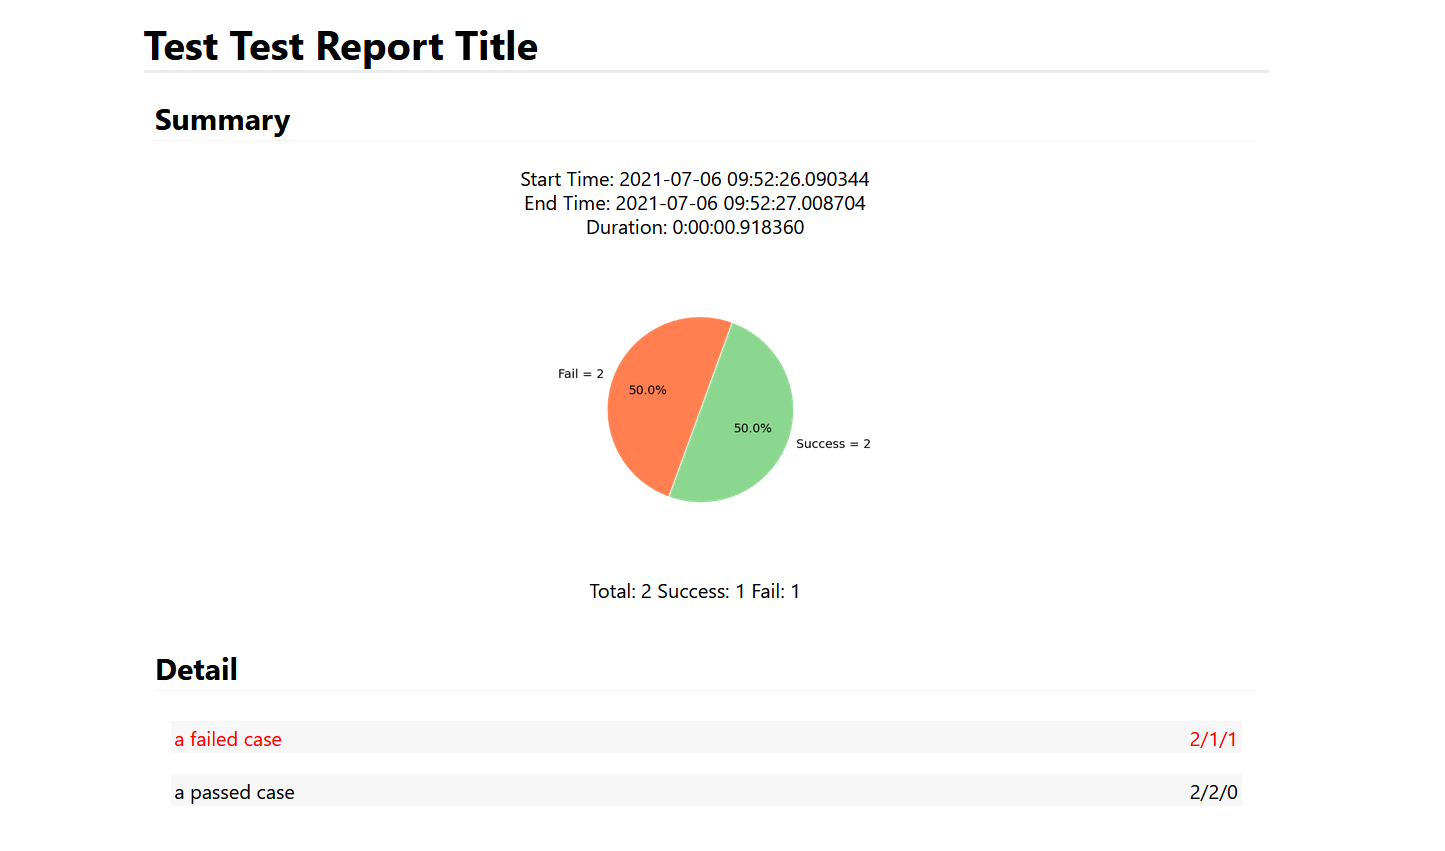 Test Test Report Title
Summary
Start Time: 2021-07-06 09:52:26.090344
End Time: 2021-07-06 09:52:27.008704
Duration: 0:00:00.918360
Fail = 2
50.0%
50.0%
Success = 2
Total: 2 Success: 1 Fail: 1
Detail
a failed case 2/1/1
a passed case 2/2/0